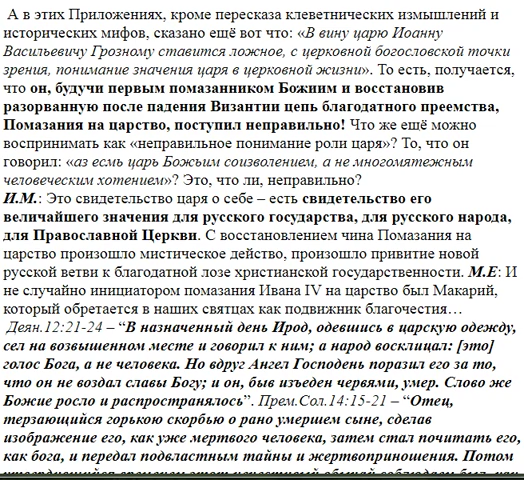 А в этих Приложениях, кроме пересказа клеветнических измышлений и
исторических мифов, сказано ещё вот что: «В вину царю Иоанну
Васильевичу Грозному ставится ложное, с церковной богословской точки
зрения, понимание значения царя в церковной жизни». То есть, получается,
что он, будучи первым помазанником Божиим и восстановив
разорванную после падения Византии цепь благодатного преемства,
Помазания на царство, поступил неправильно! Что же ещё можно
воспринимать как «неправильное понимание роли царя»? То, что он
говорил: «аз есмь царь Божьим соизволением, а не многомятежным
человеческим хотением»? Это, что ли, неправильно?
И.М.: Это свидетельство царя о себе – есть свидетельство его
величайшего значения для русского государства, для русского народа,
для Православной Церкви. С восстановлением чина Помазания на
царство произошло мистическое действо, произошло привитие новой
русской ветви к благодатной лозе христианской государственности. М.Е: И
не случайно инициатором помазания Ивана IV на царство был Макарий,
который обретается в наших святцах как подвижник благочестия…
Деян.12:21-24 – “В назначенный день Ирод, одевшись в царскую одежду,
сел на возвышенном месте и говорил к ним; а народ восклицал: [это]
голос Бога, а не человека. Но вдруг Ангел Господень поразил его за то,
что он не воздал славы Богу; и он, быв изъеден червями, умер. Слово же
Божие росло и распространялось”. Прем.Сол.14:15-21 – “Отец,
терзающийся горькою скорбью о рано умершем сыне, сделав
изображение его, как уже мертвого человека, затем стал почитать его,
как бога, и передал подвластным тайны и жертвоприношения. Потом